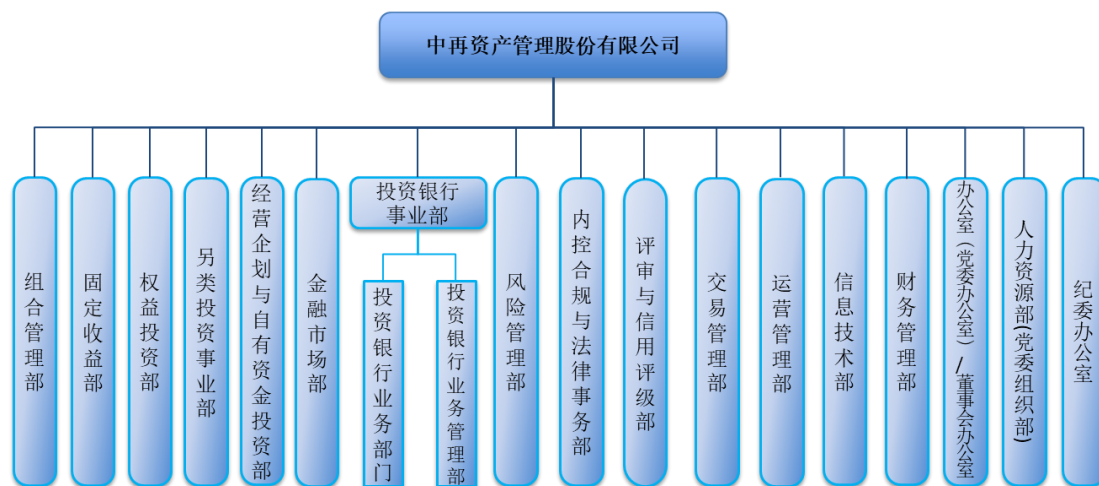 中再资产管理股份有限公司
组合管理部
固定收益部
权益投资部
另类投资事业部
经营企划与自有资金投资部
金融市场部
投资银行
事业部
投资银行业务部门
投资银行业务管理部
风险管理部
内控合规与法律事务部
评审与信用评级部
交易管理部
运营管理部
信息技术部
财务管理部
办公室（党委办公室）/董事会办公室
人力资源部(党委组织部)
纪委办公室